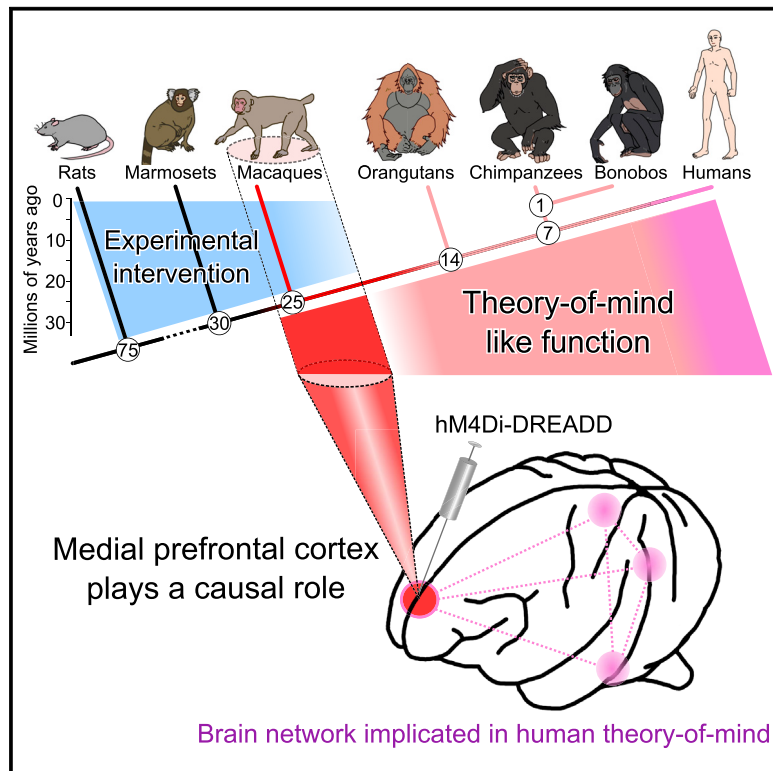 Rats
Marmosets
Macaques
Orangutans
Chimpanzees
Bonobos
Humans
Millions of years ago
0
10
20
30
Experimental
intervention
1
7
14
25
30
75
Theory-of-mind
like function
hM4Di-DREADD
Medial prefrontal cortex
plays a causal role
Brain network implicated in human theory-of-mind